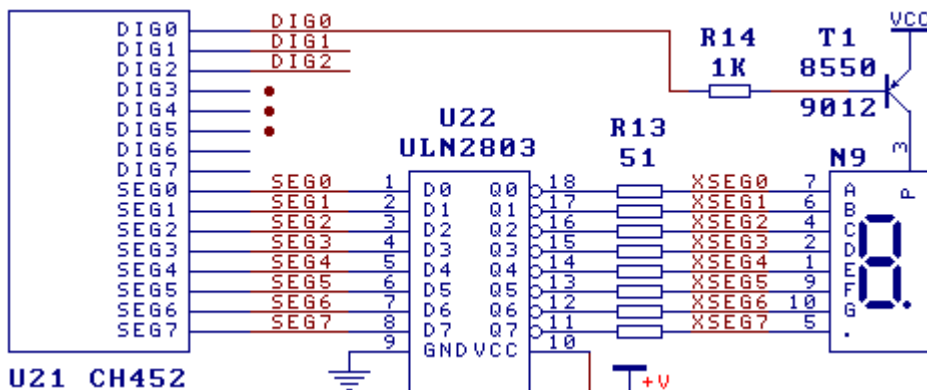 DIG0 DIG0 VCC
DIG1 DIG1 R14 T1
DIG2 DIG2 1K 8550
DIG3
DIG4 9012
DIG5 U22 R13
DIG6 ULN2803 51 3 N9
DIG7
SEG0 SEG0 1 D0 Q0 18 XSEG0 7 A P
SEG1 SEG1 2 D1 Q1 17 XSEG1 6 B
SEG2 SEG2 3 D2 Q2 16 XSEG2 4 C
SEG3 SEG3 4 D3 Q3 15 XSEG3 2 D
SEG4 SEG4 5 D4 Q4 14 XSEG4 1 E
SEG5 SEG5 6 D5 Q5 13 XSEG5 9 F
SEG6 SEG6 7 D6 Q6 12 XSEG6 10 G
SEG7 SEG7 8 D7 Q7 11 XSEG7 5 .
9 GND VCC 10
U21 CH452 +V